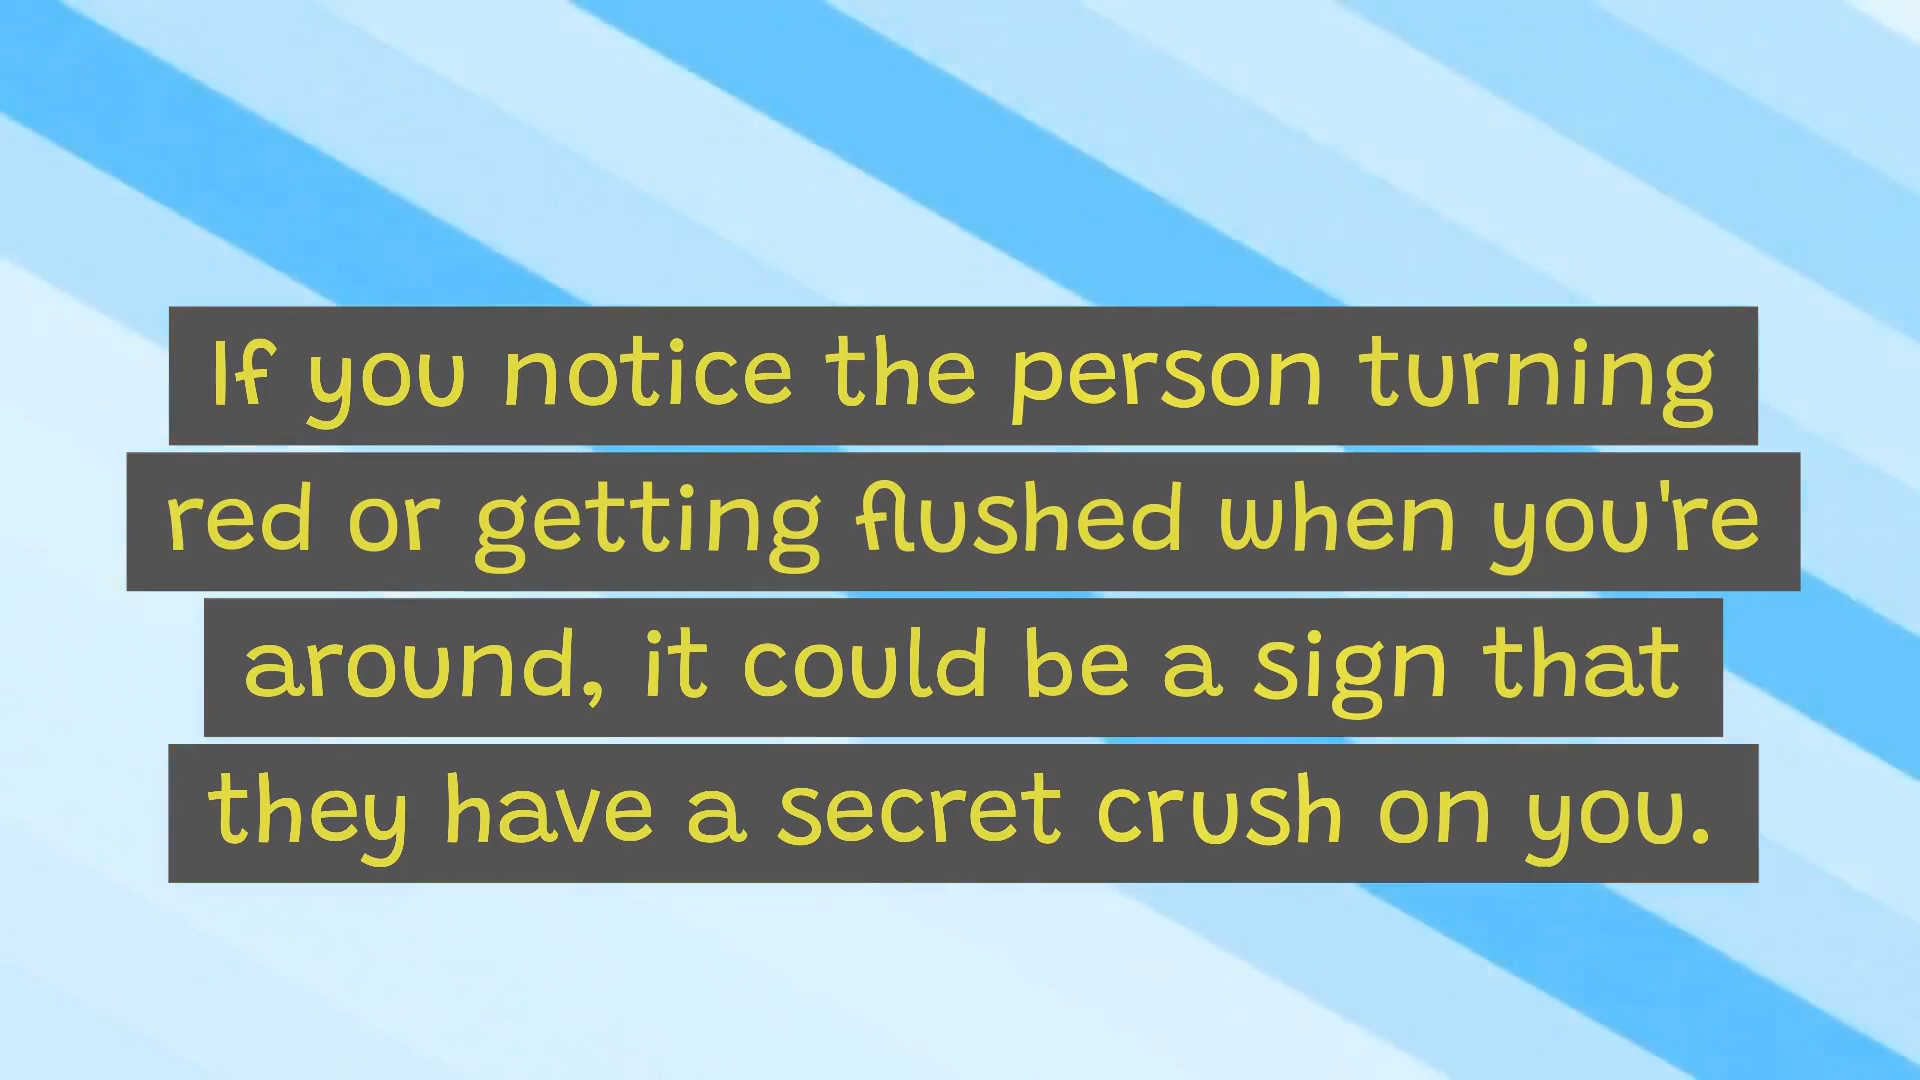 If you notice the person turning
red or getting flushed when you're
around, it could be a sign that
they have a secret crush on you.